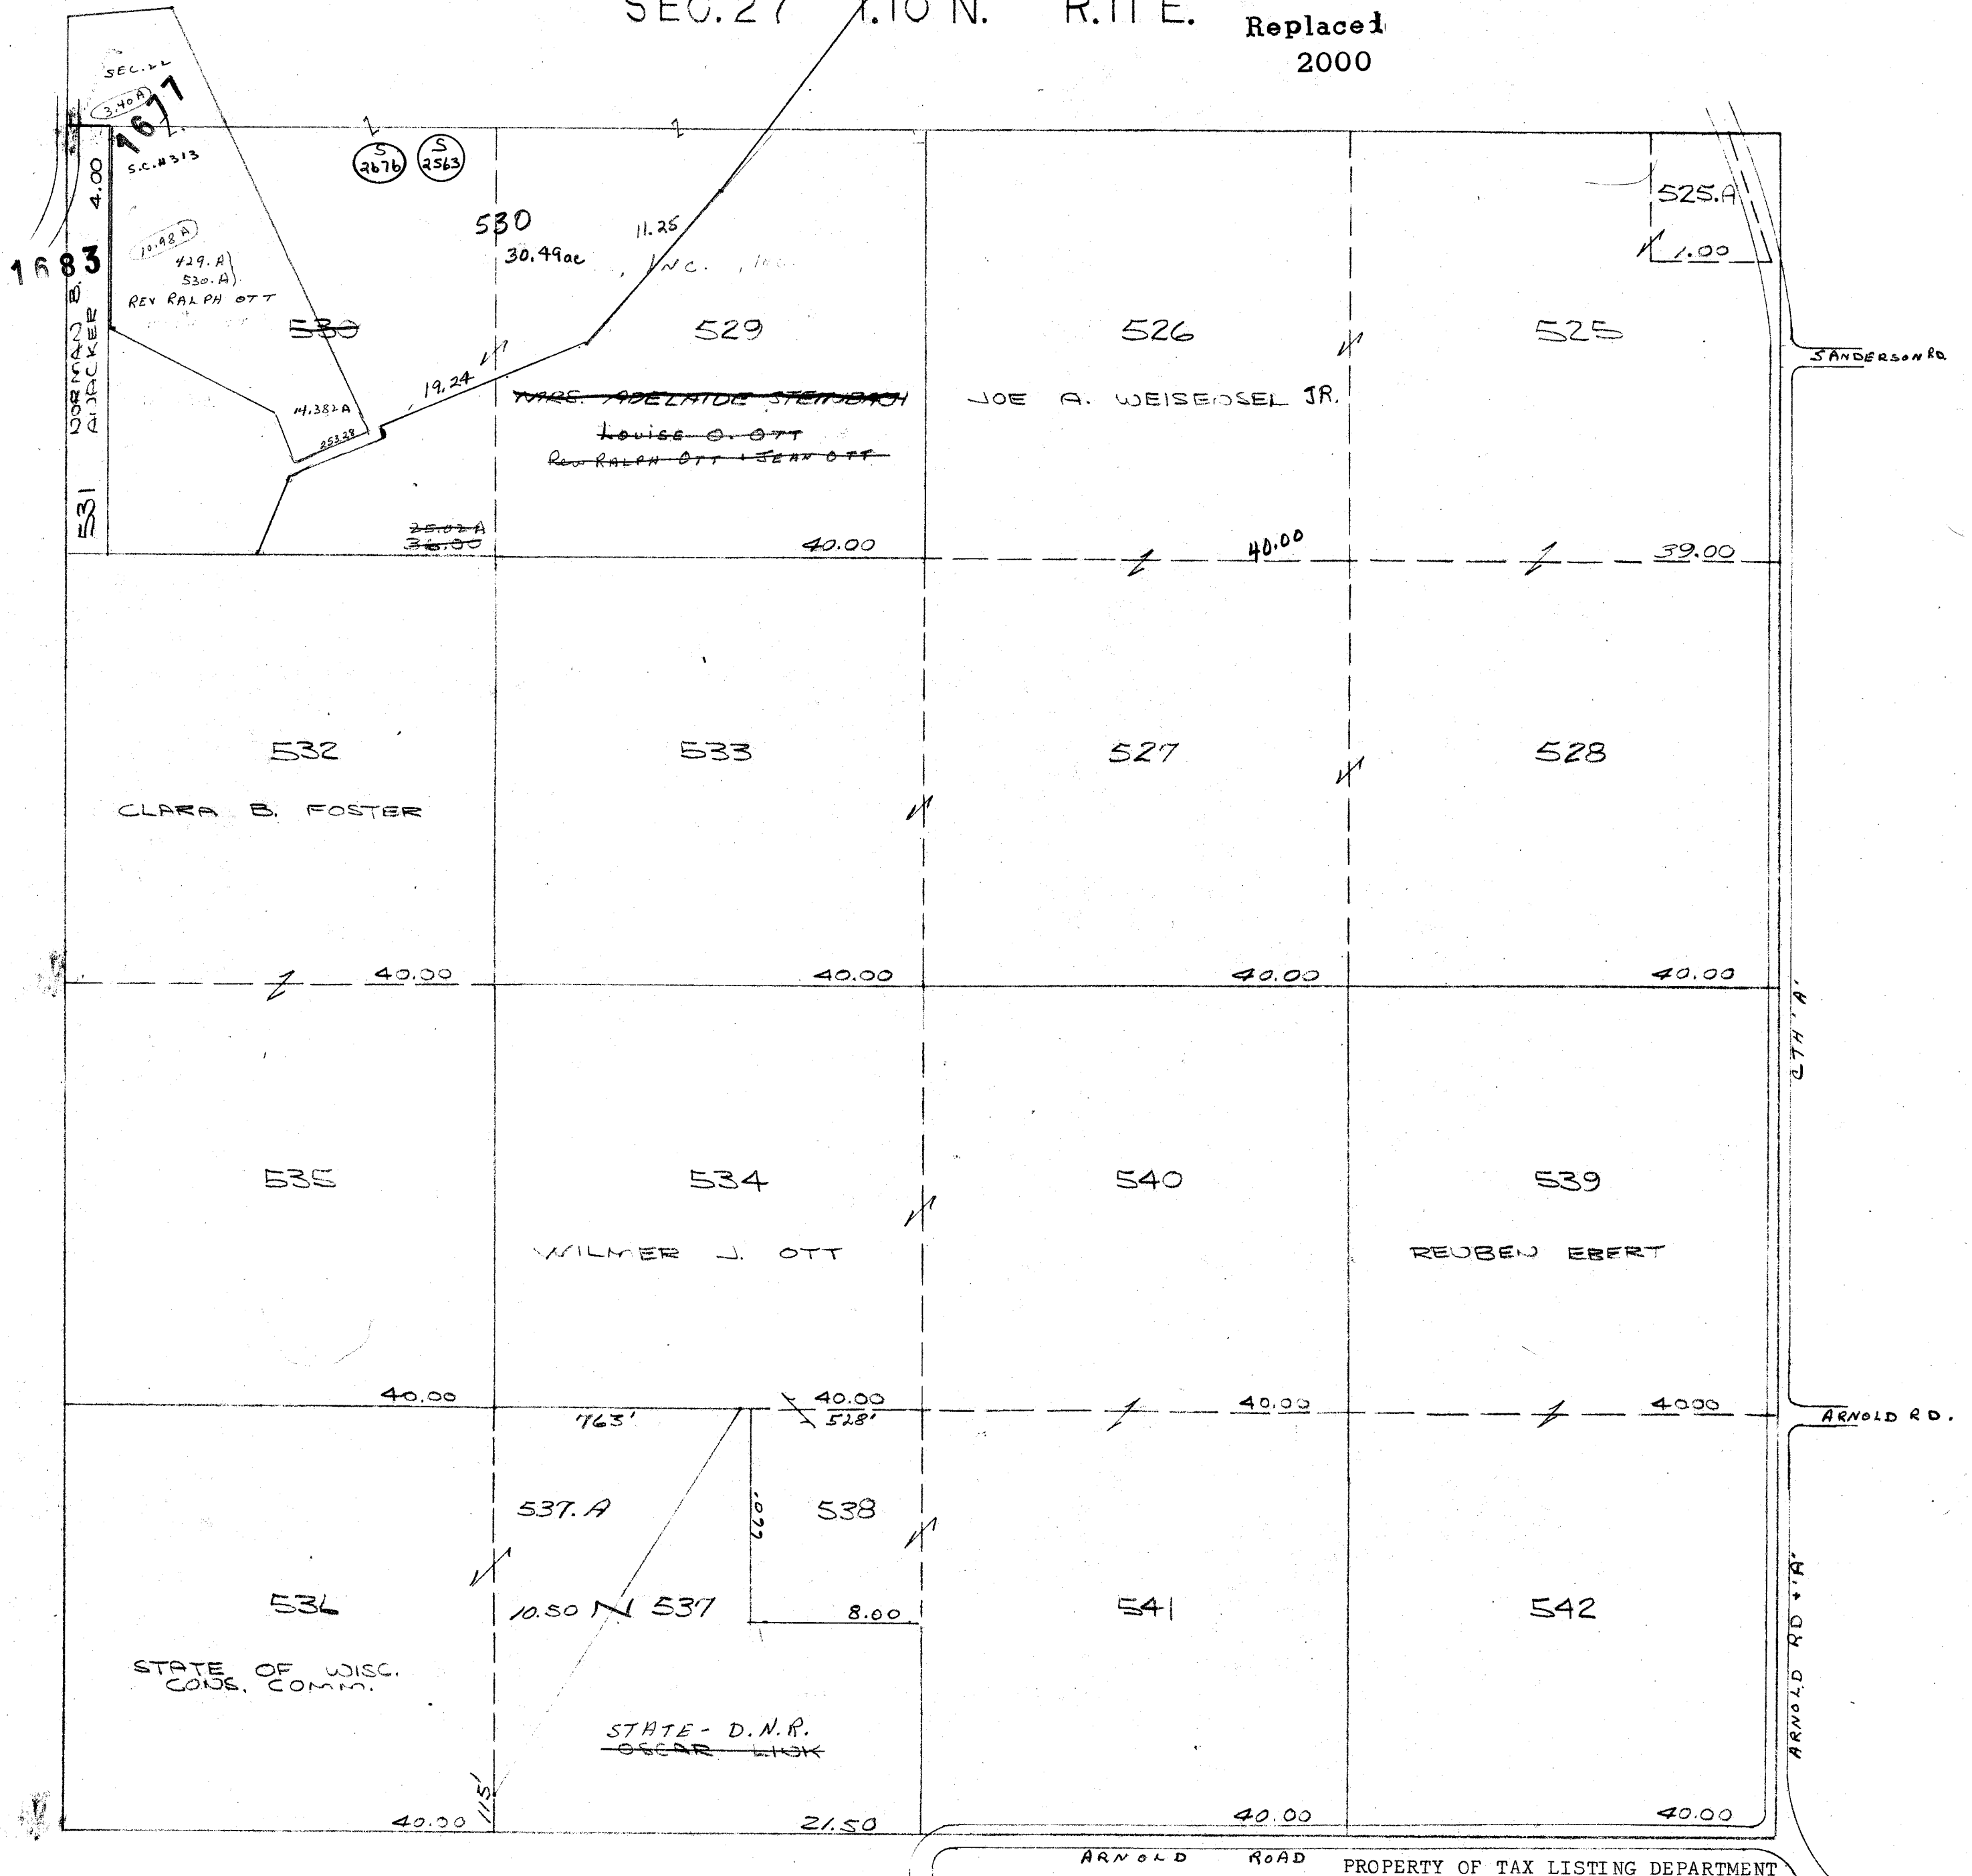 SEC. 27 T.10 N. R.11 E.
Replaced
2000
SEC. 22
3.40A
1677
S.C.#313
S
2676
S
2563
4.00
1683
10.98 A
429.A)
530.A)
REV RALPH OTT
530
530
30.49ac
11.25
, INC.
, INC.
525.A
1.00
531
14.382A
253.28
19.24
529
526
525
SANDERSON RD.
MRS. ADELAIDE STEINBACH
Louise O. OTT
Rev RALPH OTT + JEAN OTT
JOE A. WEISENSEL JR.
25.02 A
36.00
40.00
40.00
39.00
532
533
527
528
CLARA B. FOSTER
40.00
40.00
40.00
40.00
CTH 'A'
535
534
540
539
WILMER J. OTT
REUBEN EBERT
40.00
40.00
40.00
40.00
763'
528'
ARNOLD RD.
537.A
660'
538
536
10.50
537
8.00
541
542
STATE OF WISC.
CONS. COMM.
STATE - D.N.R.
OSCAR LINK
ARNOLD RD + 'A'
115'
40.00
21.50
40.00
40.00
ARNOLD ROAD
PROPERTY OF TAX LISTING DEPARTMENT